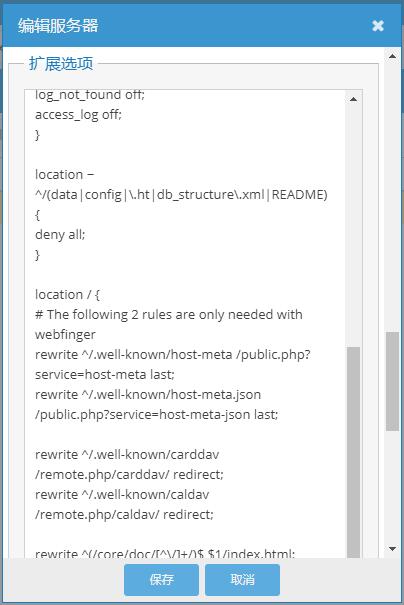 编辑服务器
扩展选项
log_not_found off;
access_log off;
}
location ~
^/(data|config|\.ht|db_structure\.xml|README)
{
deny all;
}
location / {
# The following 2 rules are only needed with
webfinger
rewrite ^/.well-known/host-meta /public.php?
service=host-meta last;
rewrite ^/.well-known/host-meta.json
/public.php?service=host-meta-json last;
rewrite ^/.well-known/carddav
/remote.php/carddav/ redirect;
rewrite ^/.well-known/caldav
/remote.php/caldav/ redirect;
rewrite ^(/core/doc/[^\/]+/)$ $1/index.html;
保存
取消